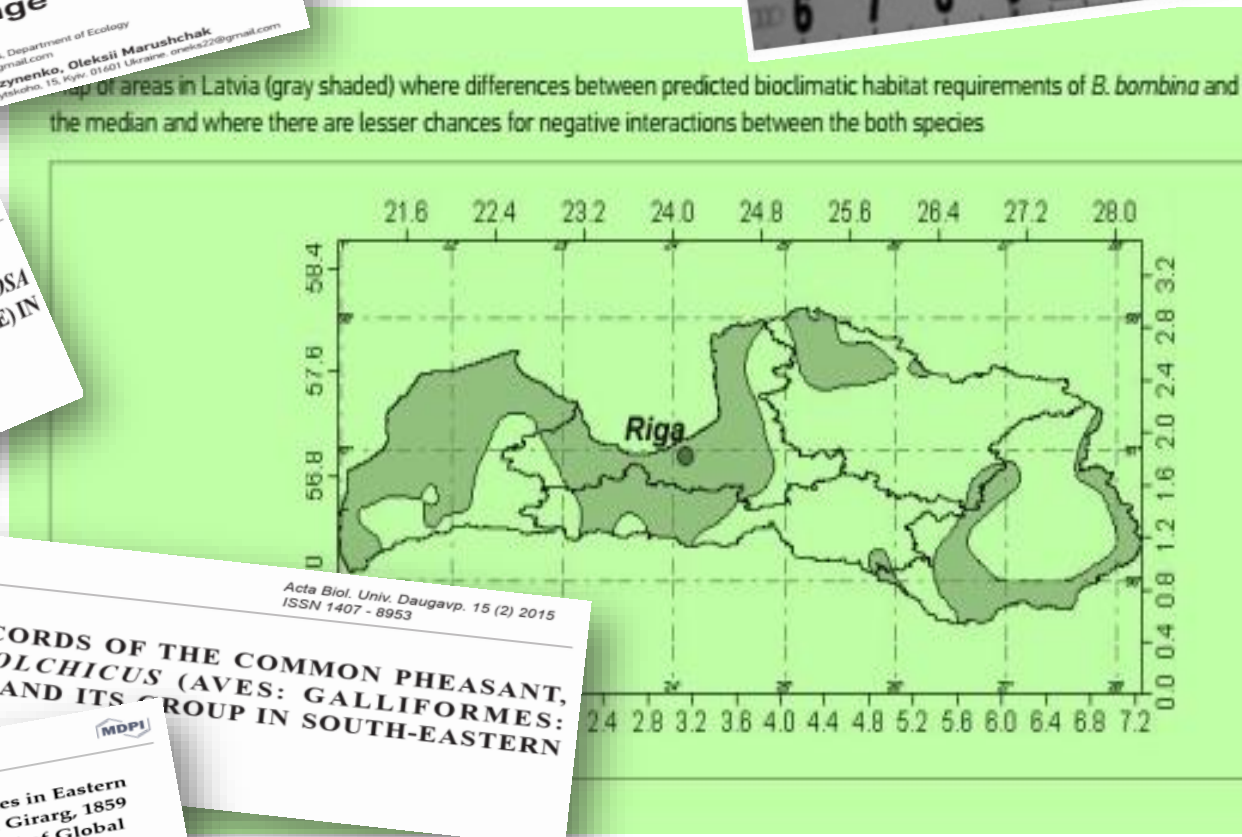 ge
, Department of Ecology
gmail.com
zynenko, Oleksii Marushchak
ytskoho, 15, Kyiv, 01601 Ukraine. oneks22@gmail.com
6 7 8
of areas in Latvia (gray shaded) where differences between predicted bioclimatic habitat requirements of B. bombina and
the median and where there are lesser chances for negative interactions between the both species
OSA
E) IN
21.6 22.4 23.2 24.0 24.8 25.6 26.4 27.2 28.0
58.4
57.6
56.8
0
3.2
2.8
2.4
2.0
1.6
1.2
0.8
0.4
0.0
Riga
2.4 2.8 3.2 3.6 4.0 4.4 4.8 5.2 5.6 6.0 6.4 6.8 7.2
Acta Biol. Univ. Daugavp. 15 (2) 2015
ISSN 1407 - 8953
CORDS OF THE COMMON PHEASANT,
OLCHICUS (AVES: GALLIFORMES:
AND ITS GROUP IN SOUTH-EASTERN
MDPI
es in Eastern
Girarg, 1859
of Global